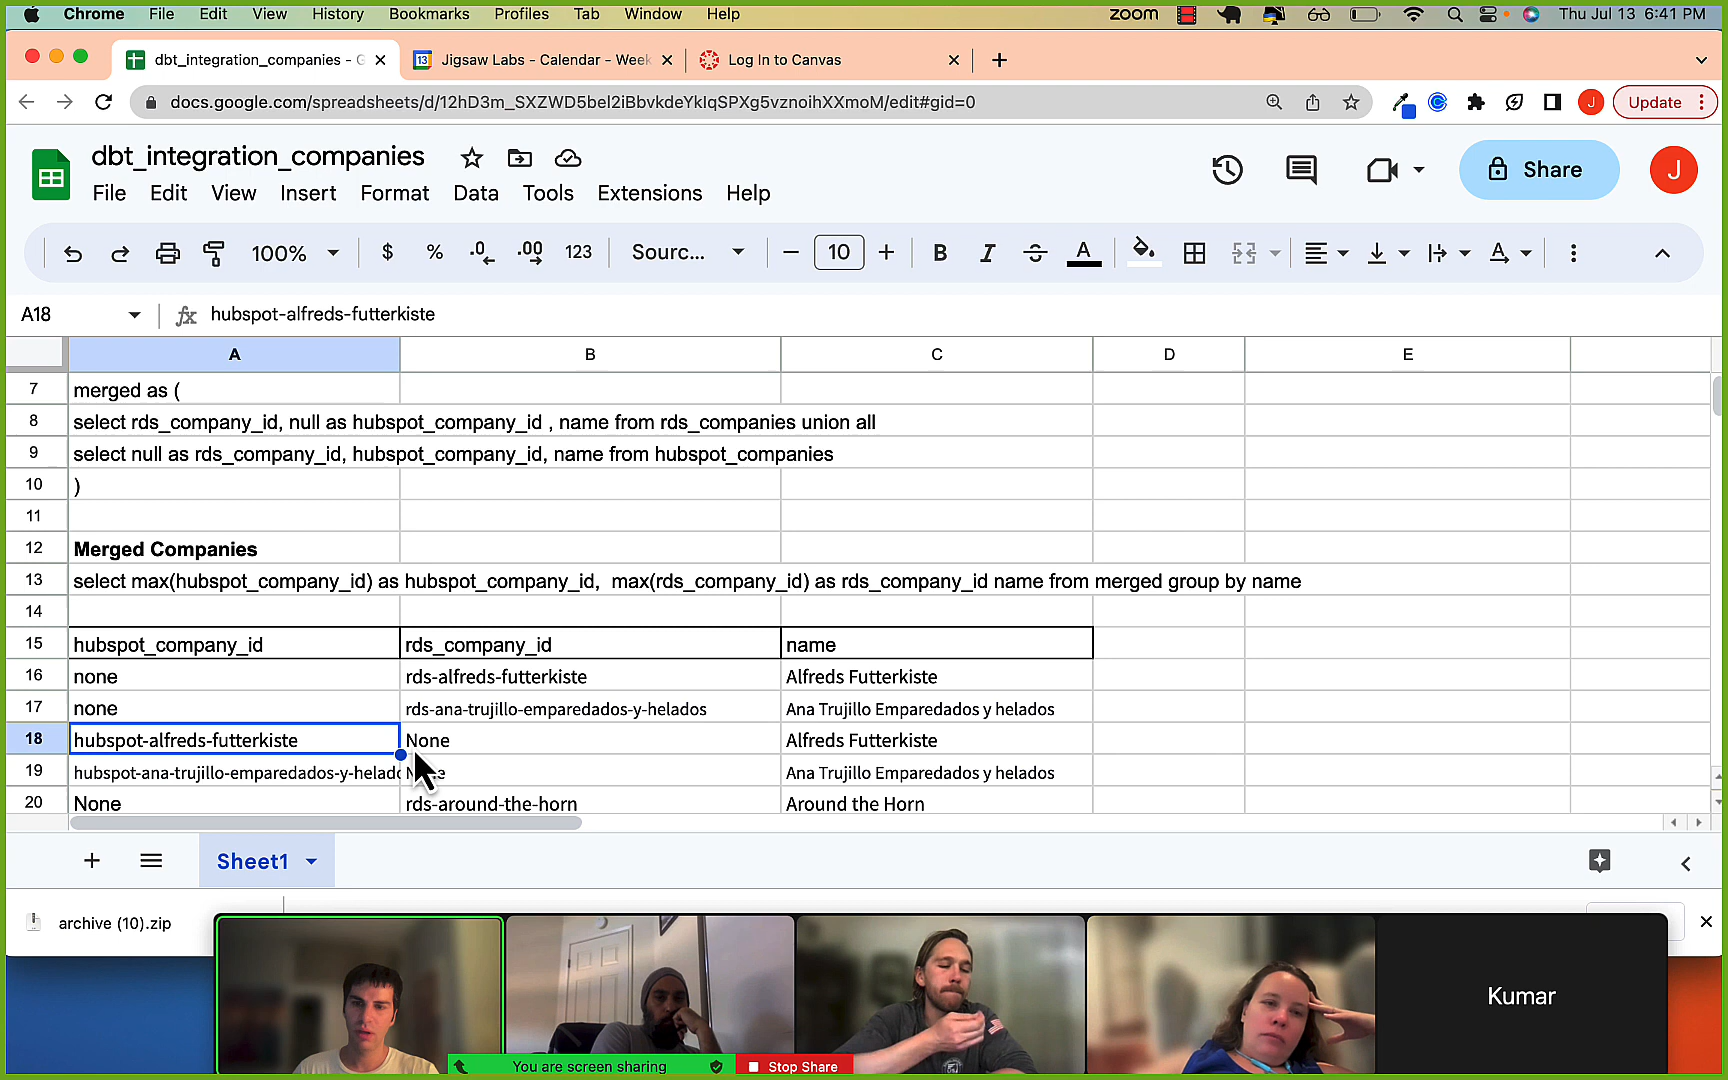 Chrome File Edit View History Bookmarks Profiles Tab Window Help zoom Thu Jul 13 6:41 PM
dbt_integration_companies - G Jigsaw Labs - Calendar - Week Log In to Canvas
docs.google.com/spreadsheets/d/12hD3m_SXZWD5bel2iBbvkdeYkIqSPXg5vznoihXXmoM/edit#gid=0 J Update
dbt_integration_companies
File Edit View Insert Format Data Tools Extensions Help
Share J
100% $ % .0 .00 123 Sourc... 10 B I S A
A18 fx hubspot-alfreds-futterkiste
A B C D E
7 merged as (
8 select rds_company_id, null as hubspot_company_id , name from rds_companies union all
9 select null as rds_company_id, hubspot_company_id, name from hubspot_companies
10 )
11
12 Merged Companies
13 select max(hubspot_company_id) as hubspot_company_id, max(rds_company_id) as rds_company_id name from merged group by name
14
15 hubspot_company_id rds_company_id name
16 none rds-alfreds-futterkiste Alfreds Futterkiste
17 none rds-ana-trujillo-emparedados-y-helados Ana Trujillo Emparedados y helados
18 hubspot-alfreds-futterkiste None Alfreds Futterkiste
19 hubspot-ana-trujillo-emparedados-y-helado Ana Trujillo Emparedados y helados
20 None rds-around-the-horn Around the Horn
Sheet1
archive (10).zip
Kumar
You are screen sharing Stop Share